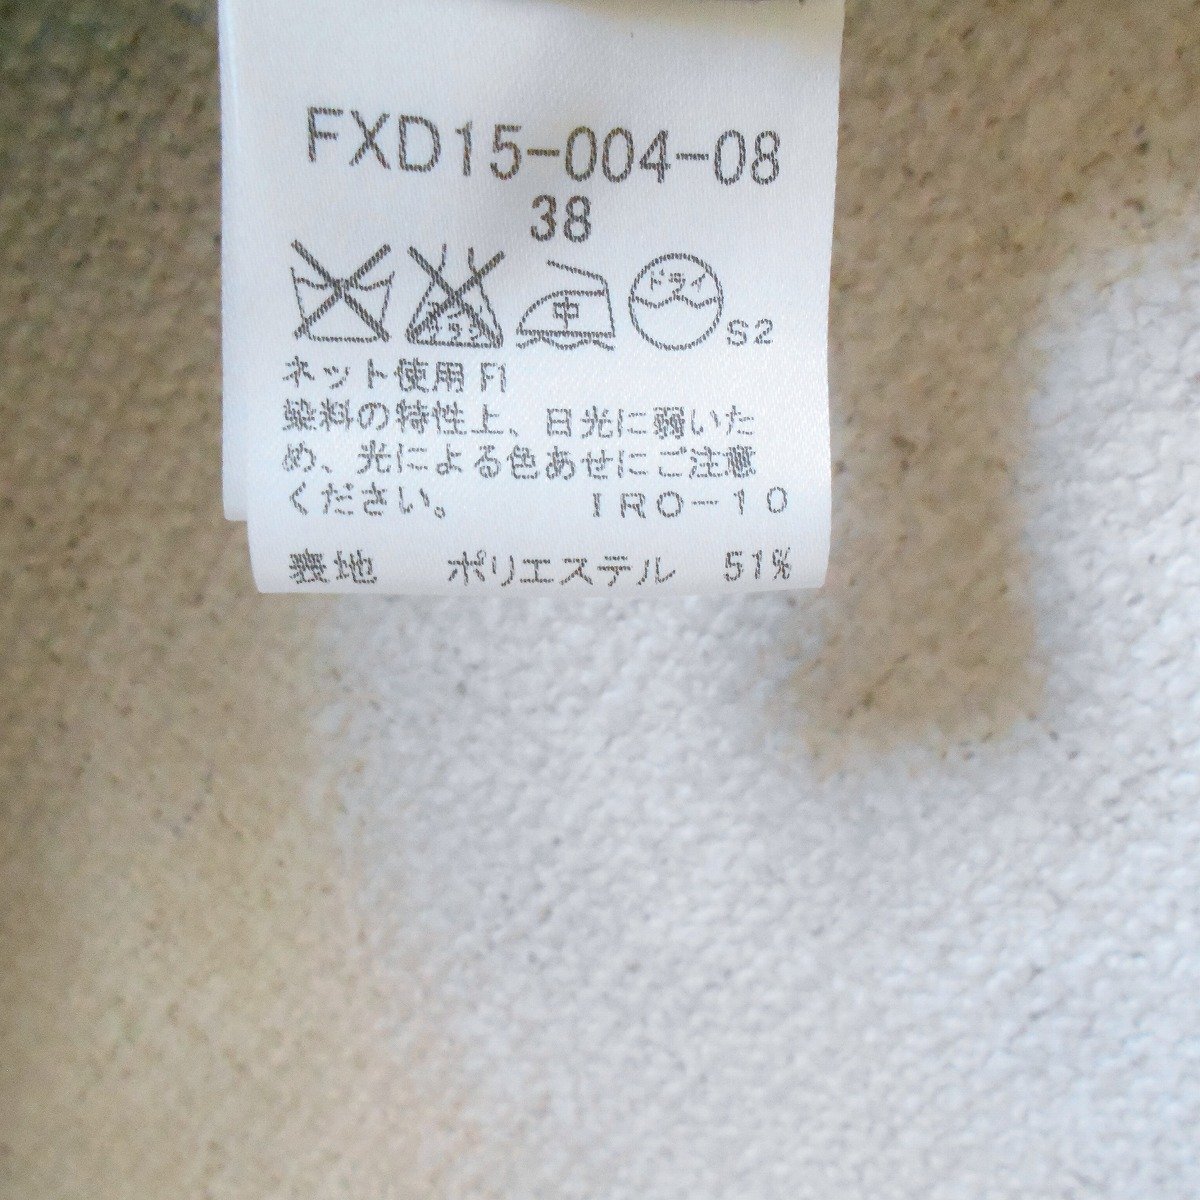 FXD15-004-08
38
中 ドライ S2
ネット使用 F1
染料の特性上、日光に弱いた
め、光による色あせにご注意
ください。 IRO-10
表地 ポリエステル 51%